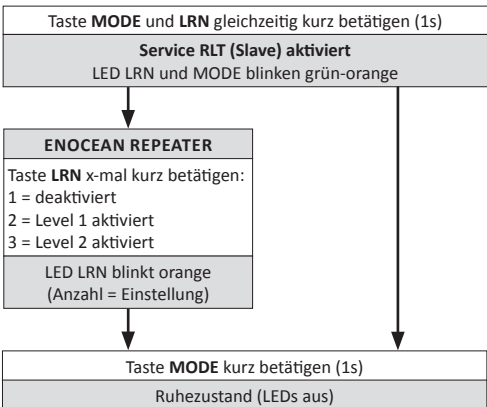 Taste MODE und LRN gleichzeitig kurz betätigen (1s)
Service RLT (Slave) aktiviert
LED LRN und MODE blinken grün-orange
ENOCEAN REPEATER
Taste LRN x-mal kurz betätigen:
1 = deaktiviert
2 = Level 1 aktiviert
3 = Level 2 aktiviert
LED LRN blinkt orange
(Anzahl = Einstellung)
Taste MODE kurz betätigen (1s)
Ruhezustand (LEDs aus)